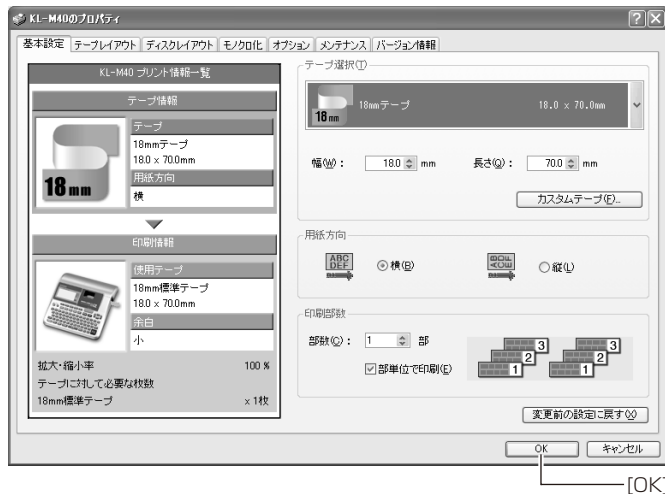 KL-M40のプロパティ
基本設定 テープレイアウト ディスクレイアウト モノクロ化 オプション メンテナンス バージョン情報
KL-M40 プリント情報一覧
テープ情報
テープ
18mmテープ
18.0 x 70.0mm
用紙方向
横
18 mm
印刷情報
使用テープ
18mm標準テープ
18.0 x 70.0mm
余白
小
拡大・縮小率 100 %
テープに対して必要な枚数
18mm標準テープ x 1枚
テープ選択(T)
18 mm 18mmテープ 18.0 x 70.0mm
幅(W): 18.0 mm 長さ(Q): 70.0 mm
カスタムテープ(F)...
用紙方向
ABC
DEF
横(B)
ABC
DEF
縦(L)
印刷部数
部数(C): 1 部
部単位で印刷(E)
1 2 3 1 2 3
変更前の設定に戻す(X)
OK キャンセル
[OK]